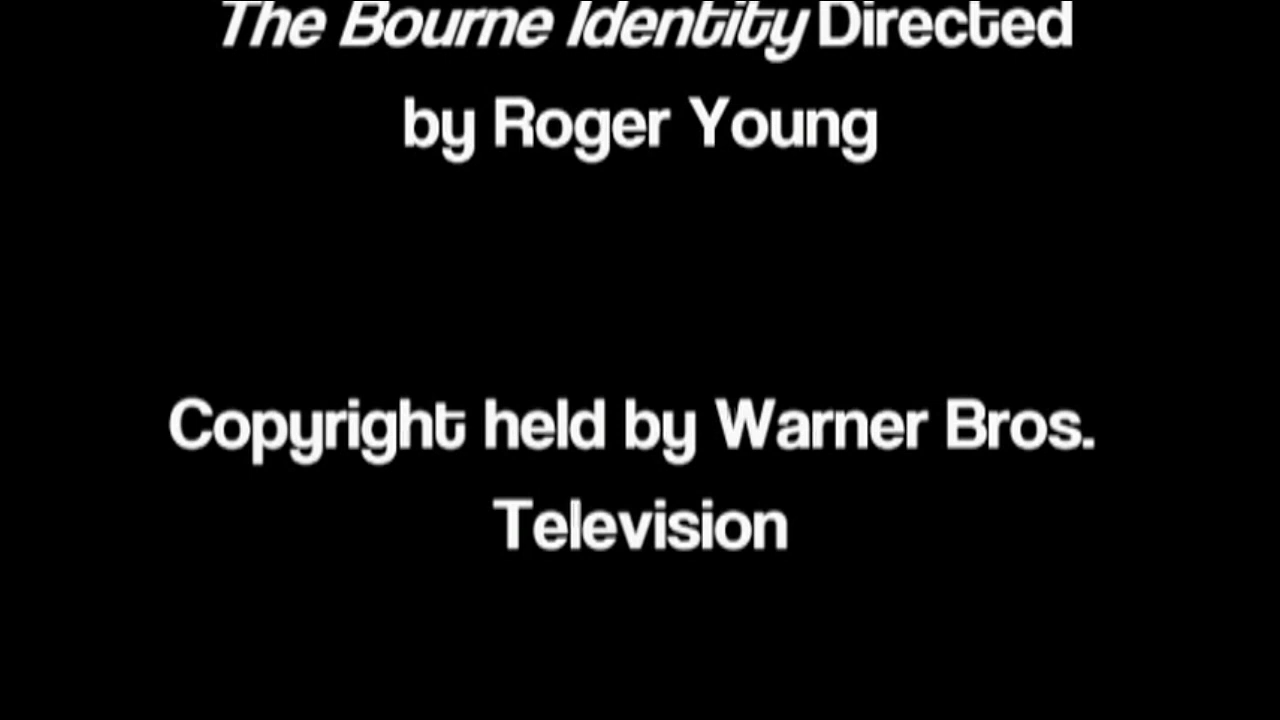 The Bourne Identity Directed
by Roger Young
Copyright held by Warner Bros.
Television